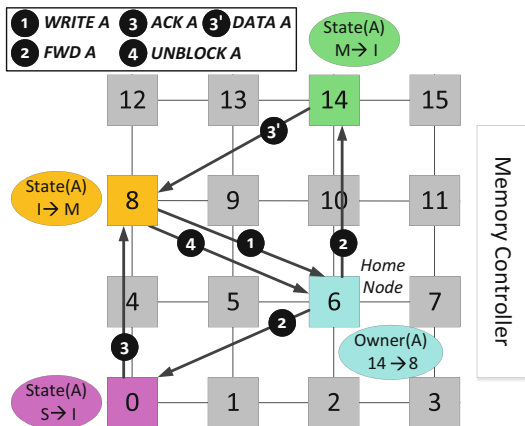 1 WRITE A 3 ACK A 3' DATA A
2 FWD A 4 UNBLOCK A
State(A)
M→ I
12 13 14 15
3'
State(A)
I→ M
8 9 10 11
1
4
2
Home
Node
4 5 6 7
2
3
Owner(A)
14→8
State(A)
S→ I
0 1 2 3
Memory Controller